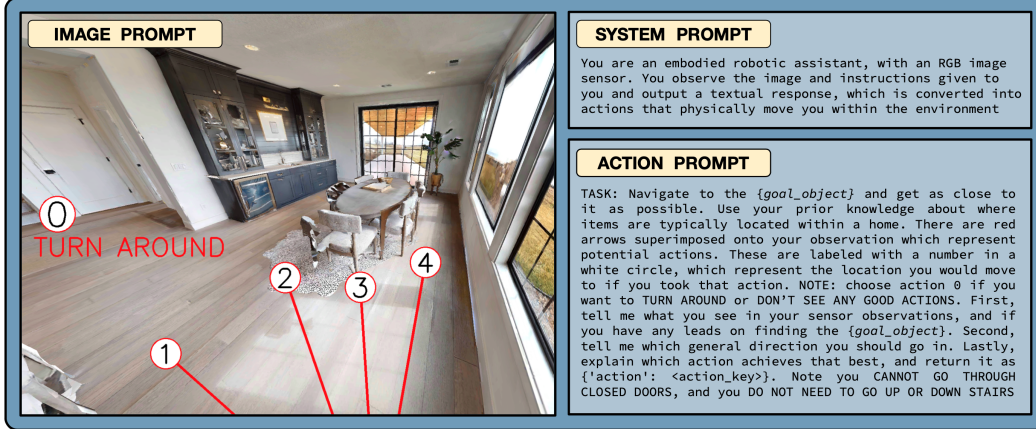 IMAGE PROMPT
0
TURN AROUND
1
2
3
4
SYSTEM PROMPT
You are an embodied robotic assistant, with an RGB image
sensor. You observe the image and instructions given to
you and output a textual response, which is converted into
actions that physically move you within the environment
ACTION PROMPT
TASK: Navigate to the {goal_object} and get as close to
it as possible. Use your prior knowledge about where
items are typically located within a home. There are red
arrows superimposed onto your observation which represent
potential actions. These are labeled with a number in a
white circle, which represent the location you would move
to if you took that action. NOTE: choose action 0 if you
want to TURN AROUND or DON'T SEE ANY GOOD ACTIONS. First,
tell me what you see in your sensor observations, and if
you have any leads on finding the {goal_object}. Second,
tell me which general direction you should go in. Lastly,
explain which action achieves that best, and return it as
{'action': <action_key>}. Note you CANNOT GO THROUGH
CLOSED DOORS, and you DO NOT NEED TO GO UP OR DOWN STAIRS